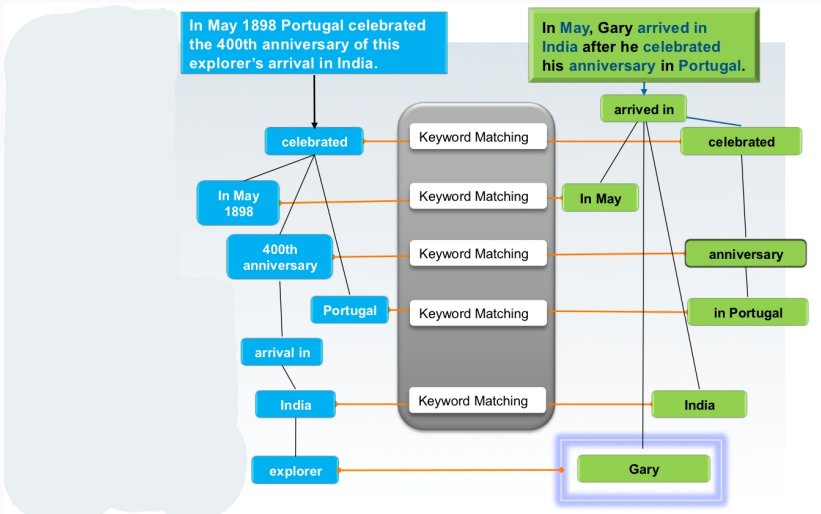 In May 1898 Portugal celebrated
the 400th anniversary of this
explorer's arrival in India.
In May, Gary arrived in
India after he celebrated
his anniversary in Portugal.
arrived in
celebrated
Keyword Matching
celebrated
In May
1898
Keyword Matching
In May
400th
anniversary
Keyword Matching
anniversary
Portugal
Keyword Matching
in Portugal
arrival in
India
Keyword Matching
India
explorer
Gary